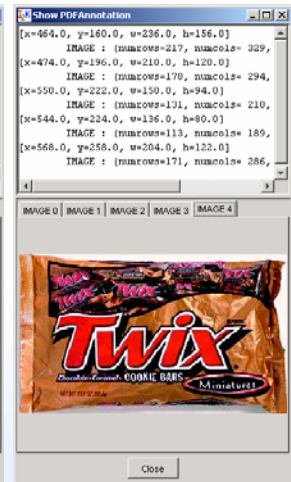 Show PDFAnnotation
[x=464.0, y=160.0, w=236.0, h=156.0]
IMAGE : (numrows=217, numcols= 329,
[x=474.0, y=196.0, w=210.0, h=120.0]
IMAGE : (numrows=170, numcols= 294,
[x=550.0, y=222.0, w=150.0, h=94.0]
IMAGE : (numrows=131, numcols= 210,
[x=544.0, y=224.0, w=136.0, h=80.0]
IMAGE : (numrows=113, numcols= 189,
[x=568.0, y=258.0, w=204.0, h=122.0]
IMAGE : (numrows=171, numcols= 286,
IMAGE 0 IMAGE 1 IMAGE 2 IMAGE 3 IMAGE 4
Twix
COOKIE BARS
Miniatures
Close